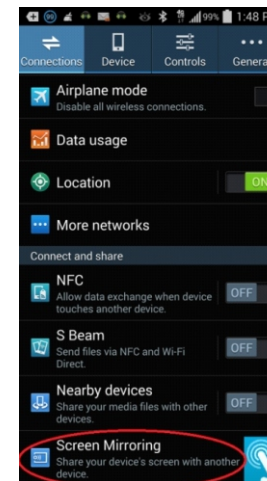 99% 1:48 P
Connections Device Controls Genera
Airplane mode
Disable all wireless connections.
Data usage
Location ON
More networks
Connect and share
NFC
Allow data exchange when device OFF
touches another device.
S Beam
Send files via NFC and Wi-Fi OFF
Direct.
Nearby devices
Share your media files with other OFF
devices.
Screen Mirroring
Share your device's screen with another
device.